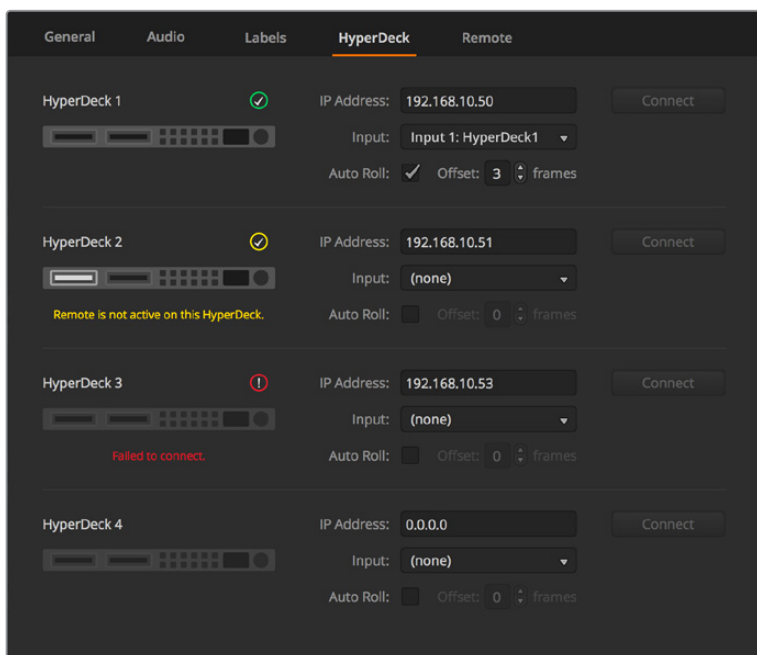 General Audio Labels HyperDeck Remote
HyperDeck 1 IP Address: 192.168.10.50 Connect
Input: Input 1: HyperDeck1
Auto Roll: Offset: 3 frames
HyperDeck 2 IP Address: 192.168.10.51 Connect
Input: (none)
Remote is not active on this HyperDeck. Auto Roll: Offset: 0 frames
HyperDeck 3 IP Address: 192.168.10.53 Connect
Input: (none)
Failed to connect. Auto Roll: Offset: 0 frames
HyperDeck 4 IP Address: 0.0.0.0 Connect
Input: (none)
Auto Roll: Offset: 0 frames